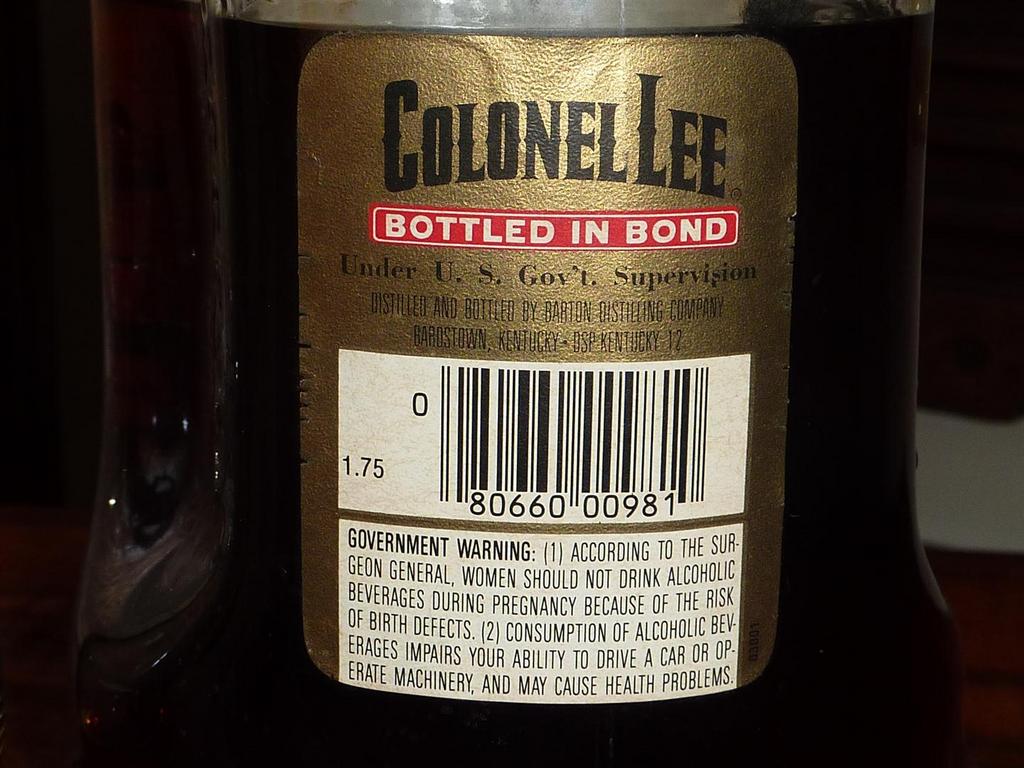 COLONEL LEE®
BOTTLED IN BOND
Under U. S. Gov't. Supervision
DISTILLED AND BOTTLED BY BARTON DISTILLING COMPANY
BARDSTOWN, KENTUCKY • DSP KENTUCKY 12
0
1.75
80660 00981
GOVERNMENT WARNING: (1) ACCORDING TO THE SUR-
GEON GENERAL, WOMEN SHOULD NOT DRINK ALCOHOLIC
BEVERAGES DURING PREGNANCY BECAUSE OF THE RISK
OF BIRTH DEFECTS. (2) CONSUMPTION OF ALCOHOLIC BEV-
ERAGES IMPAIRS YOUR ABILITY TO DRIVE A CAR OR OP-
ERATE MACHINERY, AND MAY CAUSE HEALTH PROBLEMS.